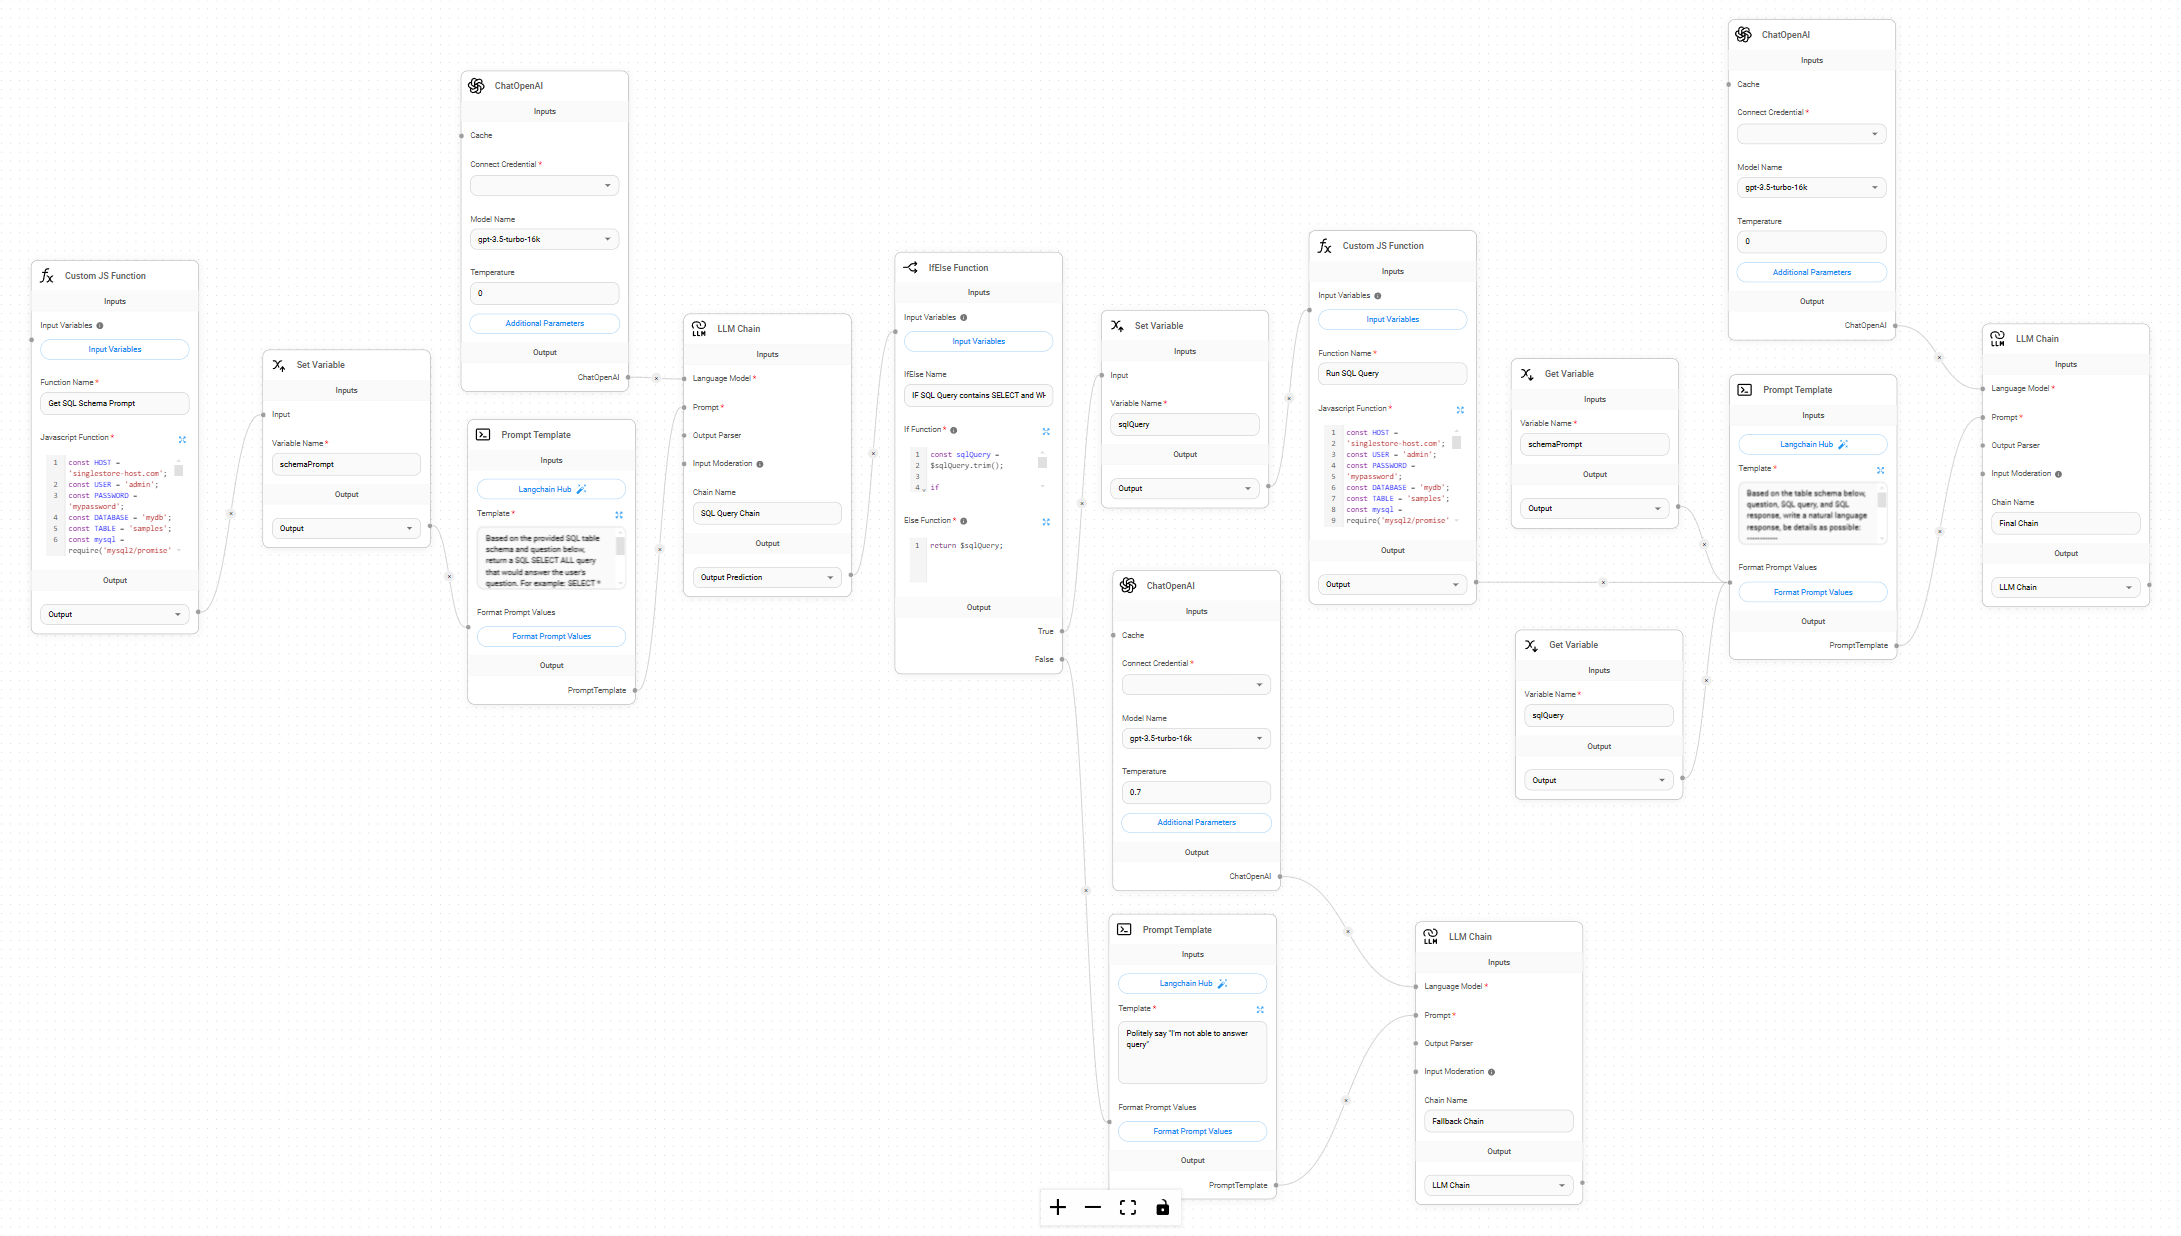 Custom JS Function
Inputs
Input Variables
Input Variables
Function Name *
Get SQL Schema Prompt
Javascript Function *
1 const HOST =
'singlestore-host.com';
2 const USER = 'admin';
3 const PASSWORD =
'mypassword';
4 const DATABASE = 'mydb';
5 const TABLE = 'samples';
6 const mysql =
require('mysql2/promise'
Output
Output
Set Variable
Inputs
Input
Variable Name *
schemaPrompt
Output
Output
ChatOpenAI
Inputs
Cache
Connect Credential *
Model Name
gpt-3.5-turbo-16k
Temperature
0
Additional Parameters
Output
ChatOpenAI
Prompt Template
Inputs
Langchain Hub
Template *
Based on the provided SQL table
schema and question below,
return a SQL SELECT ALL query
that would answer the user's
question. For example: SELECT *
Format Prompt Values
Format Prompt Values
Output
PromptTemplate
LLM Chain
Inputs
Language Model *
Prompt *
Output Parser
Input Moderation
Chain Name
SQL Query Chain
Output
Output Prediction
IfElse Function
Inputs
Input Variables
Input Variables
IfElse Name
IF SQL Query contains SELECT and WH
If Function *
1 const sqlQuery =
2 $sqlQuery.trim();
3
4 if
Else Function *
1 return $sqlQuery;
Output
True
False
Set Variable
Inputs
Input
Variable Name *
sqlQuery
Output
Output
Custom JS Function
Inputs
Input Variables
Input Variables
Function Name *
Run SQL Query
Javascript Function *
1 const HOST =
2 'singlestore-host.com';
3 const USER = 'admin';
4 const PASSWORD =
5 'mypassword';
6 const DATABASE = 'mydb';
7 const TABLE = 'samples';
8 const mysql =
9 require('mysql2/promise'
Output
Output
ChatOpenAI
Inputs
Cache
Connect Credential *
Model Name
gpt-3.5-turbo-16k
Temperature
0.7
Additional Parameters
Output
ChatOpenAI
Prompt Template
Inputs
Langchain Hub
Template *
Politely say "I'm not able to answer
query"
Format Prompt Values
Format Prompt Values
Output
PromptTemplate
LLM Chain
Inputs
Language Model *
Prompt *
Output Parser
Input Moderation
Chain Name
Fallback Chain
Output
LLM Chain
Get Variable
Inputs
Variable Name *
schemaPrompt
Output
Output
Get Variable
Inputs
Variable Name *
sqlQuery
Output
Output
ChatOpenAI
Inputs
Cache
Connect Credential *
Model Name
gpt-3.5-turbo-16k
Temperature
0
Additional Parameters
Output
ChatOpenAI
Prompt Template
Inputs
Langchain Hub
Template *
Based on the table schema below,
question, SQL query, and SQL
response, write a natural language
response, be details as possible:
------------
Format Prompt Values
Format Prompt Values
Output
PromptTemplate
LLM Chain
Inputs
Language Model *
Prompt *
Output Parser
Input Moderation
Chain Name
Final Chain
Output
LLM Chain